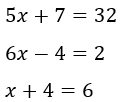 5x + 7 = 32
6x − 4 = 2
x + 4 = 6